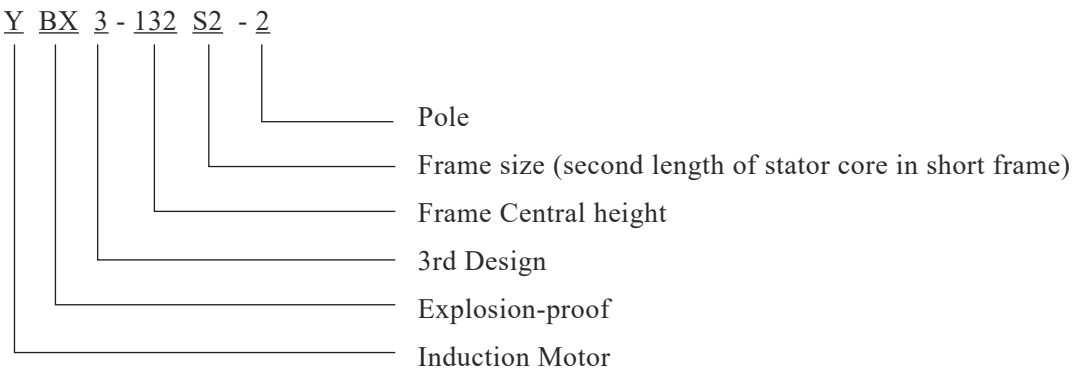 Y BX 3 - 132 S2 - 2
Pole
Frame size (second length of stator core in short frame)
Frame Central height
3rd Design
Explosion-proof
Induction Motor